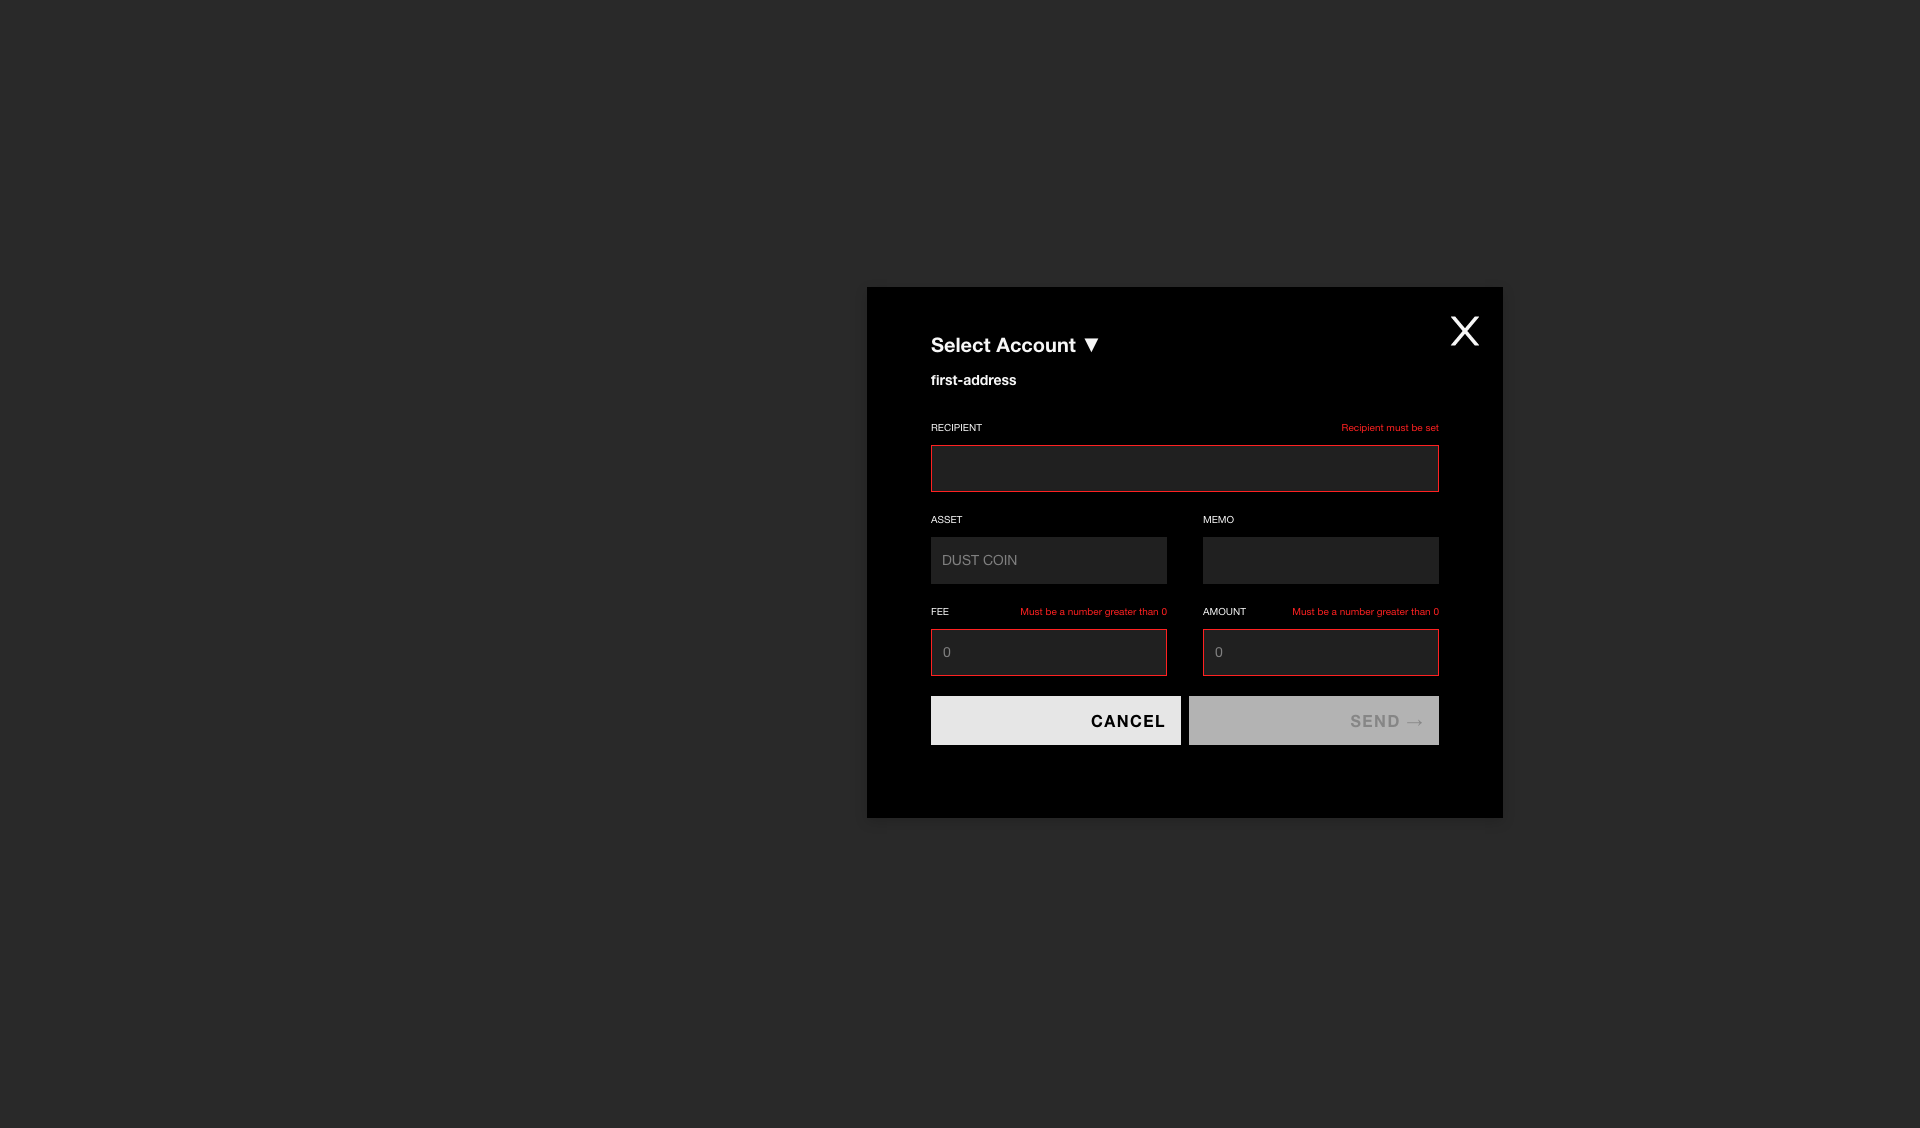 Select Account ▼
X
first-address
RECIPIENT Recipient must be set
ASSET MEMO
DUST COIN
FEE Must be a number greater than 0 AMOUNT Must be a number greater than 0
0 0
CANCEL SEND →